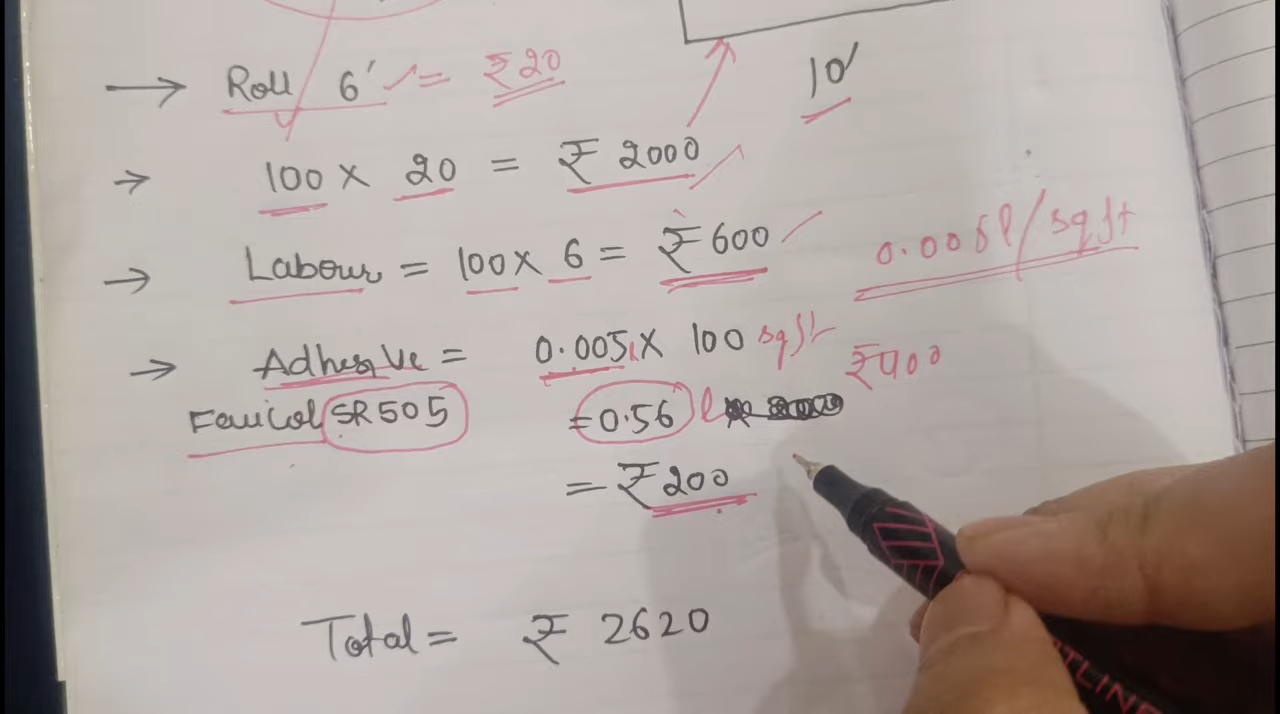 → Roll 6' = ₹20
10'
→ 100 × 20 = ₹ 2000
→ Labour = 100 × 6 = ₹600
0.005l/sqft
→ Adhesive = 0.005l × 100 sqft
₹400
Fevicol SR505 = 0.56 l
= ₹200
Total = ₹ 2620
TLINE